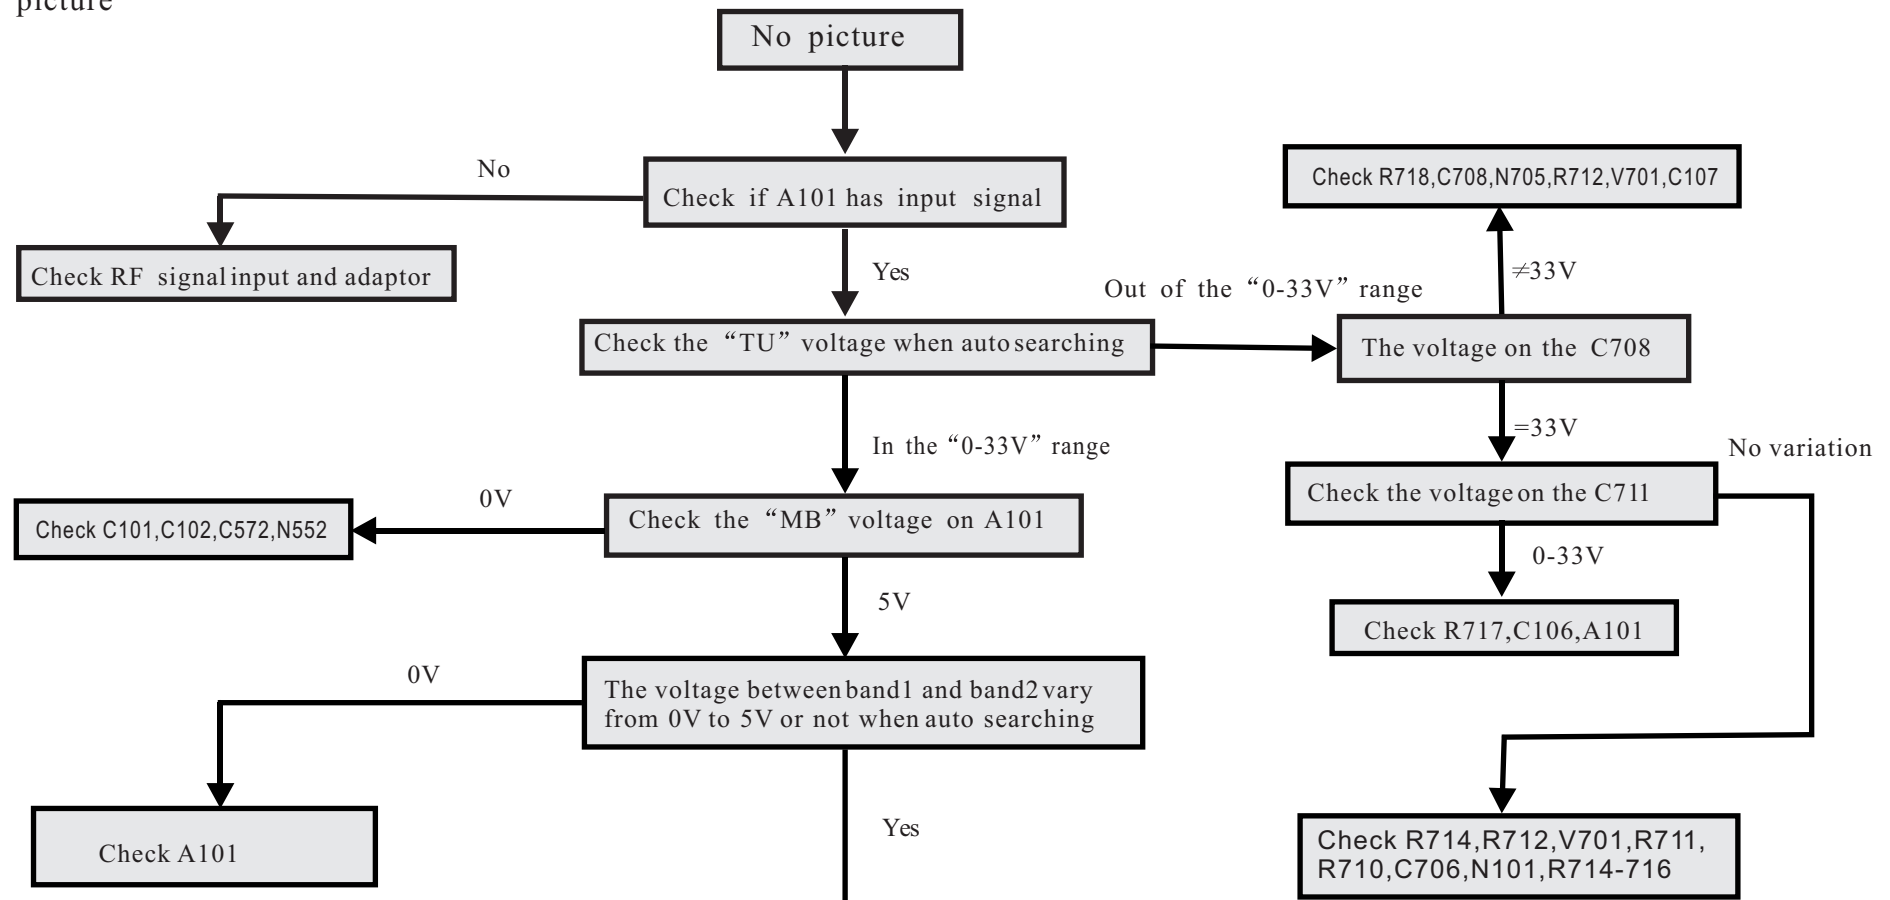 picture
No picture
No
Check if A101 has input signal
Check R718,C708,N705,R712,V701,C107
Check RF signal input and adaptor
Yes
Out of the “0-33V” range
≠33V
Check the “TU” voltage when auto searching
The voltage on the C708
In the “0-33V” range
=33V
No variation
0V
Check C101,C102,C572,N552
Check the “MB” voltage on A101
Check the voltage on the C711
0-33V
5V
Check R717,C106,A101
0V
The voltage between band1 and band2 vary
from 0V to 5V or not when auto searching
Check A101
Yes
Check R714,R712,V701,R711,
R710,C706,N101,R714-716